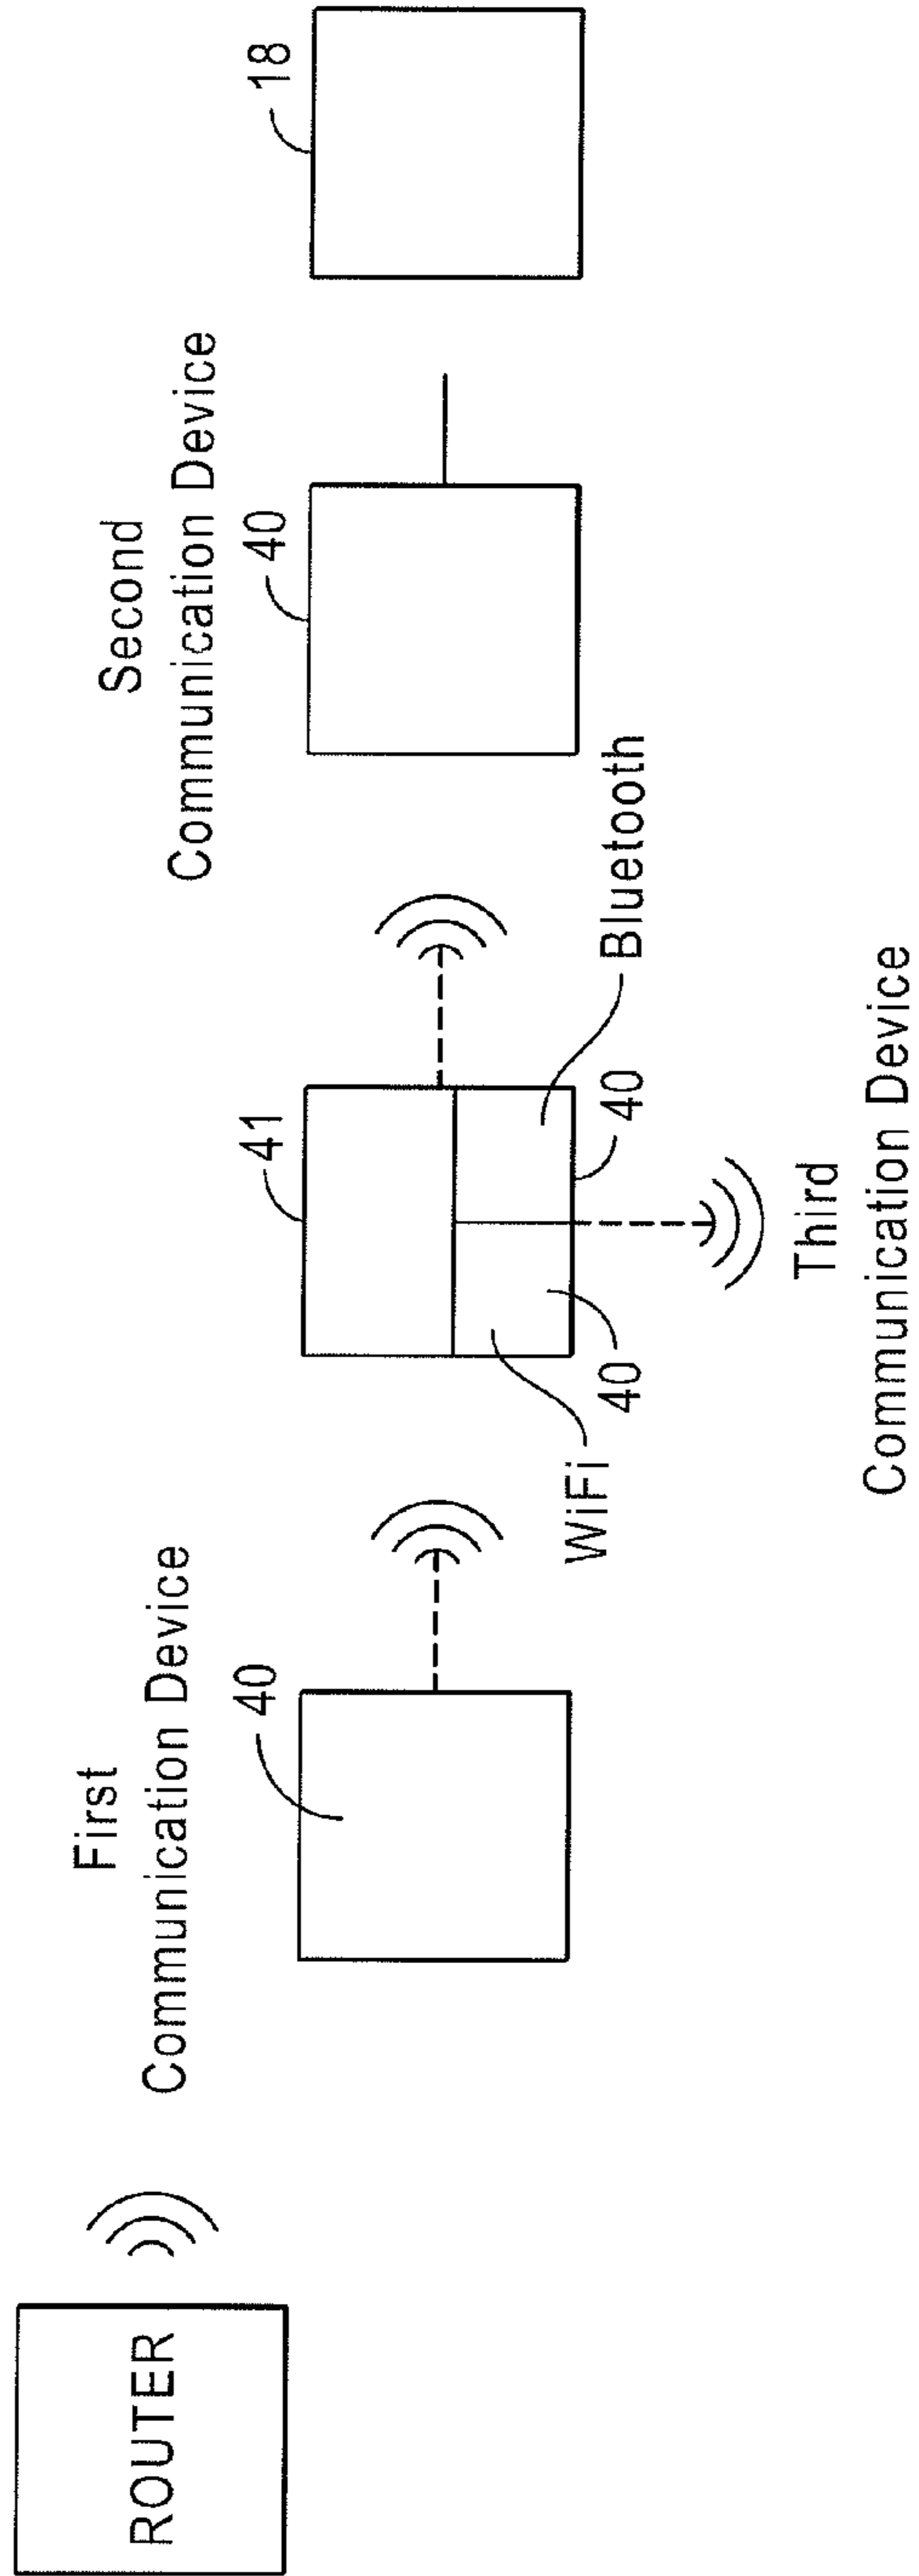 ROUTER
First
Communication Device
40
WiFi
41
40
40
Bluetooth
Third
Communication Device
Second
Communication Device
40
18